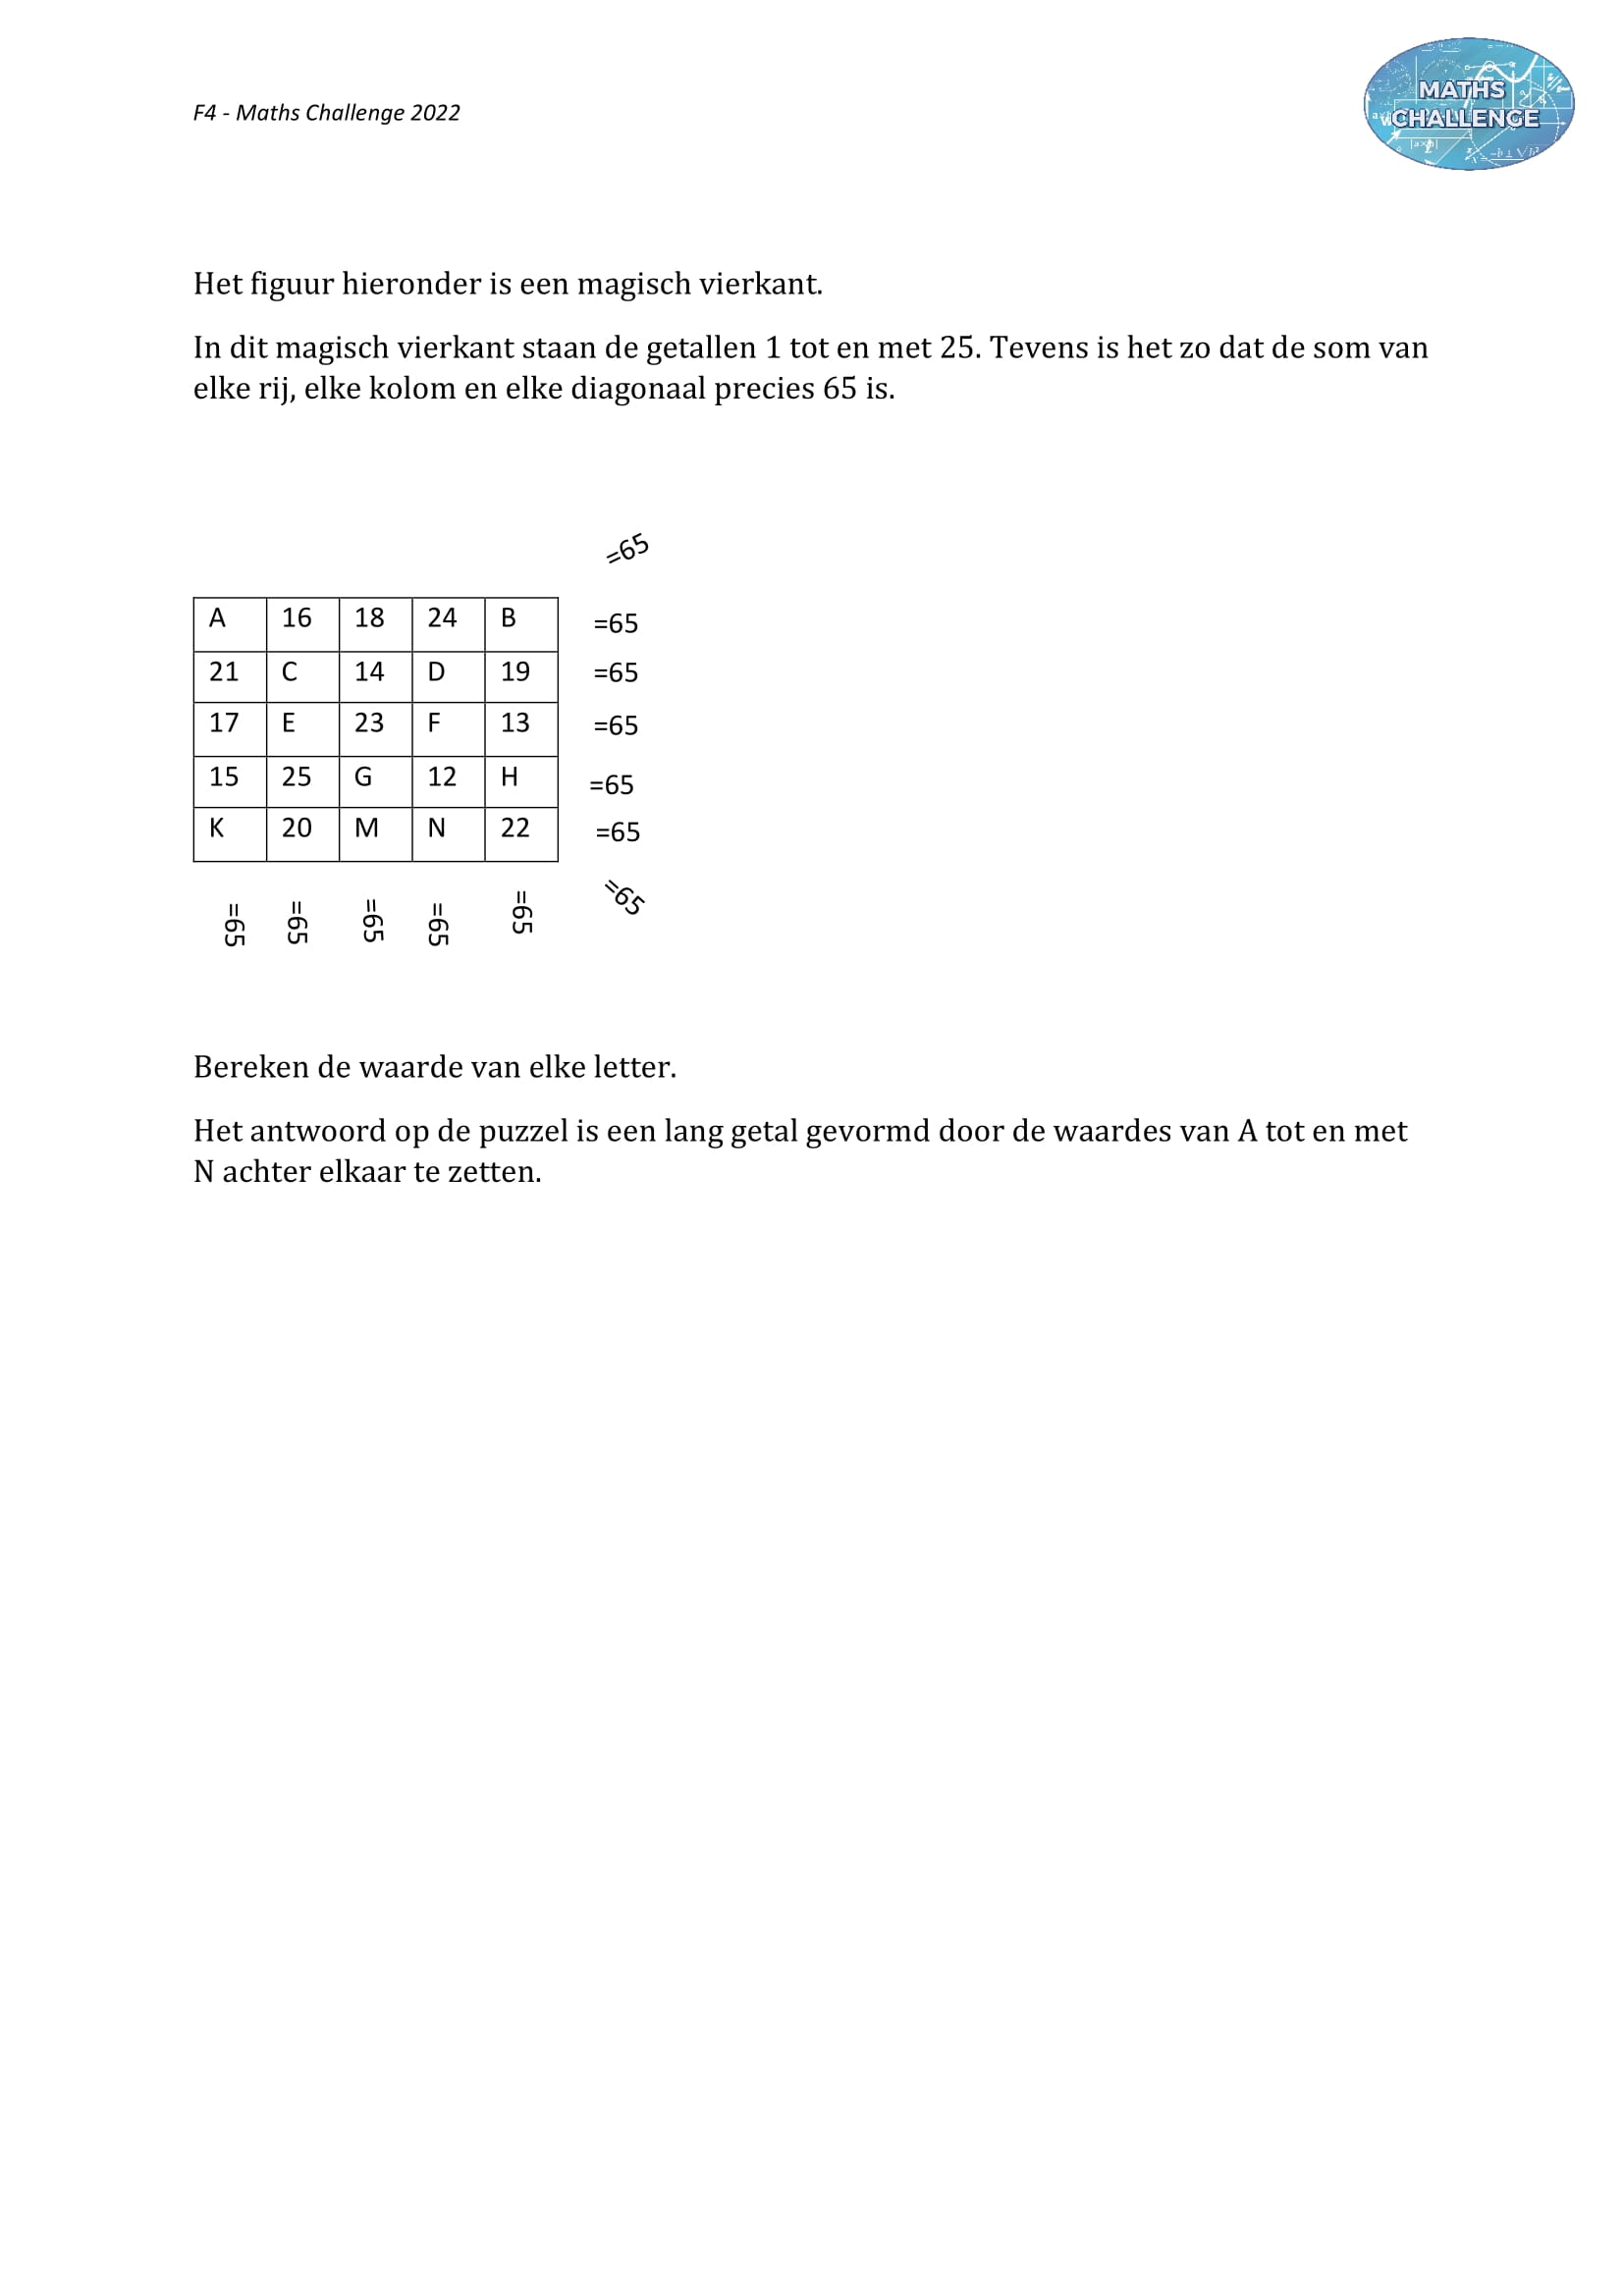 F4 - Maths Challenge 2022
MATHS
CHALLENGE
Het figuur hieronder is een magisch vierkant.
In dit magisch vierkant staan de getallen 1 tot en met 25. Tevens is het zo dat de som van
elke rij, elke kolom en elke diagonaal precies 65 is.
=65
A 16 18 24 B =65
21 C 14 D 19 =65
17 E 23 F 13 =65
15 25 G 12 H =65
K 20 M N 22 =65
=65 =65 =65 =65 =65 =65
Bereken de waarde van elke letter.
Het antwoord op de puzzel is een lang getal gevormd door de waardes van A tot en met
N achter elkaar te zetten.